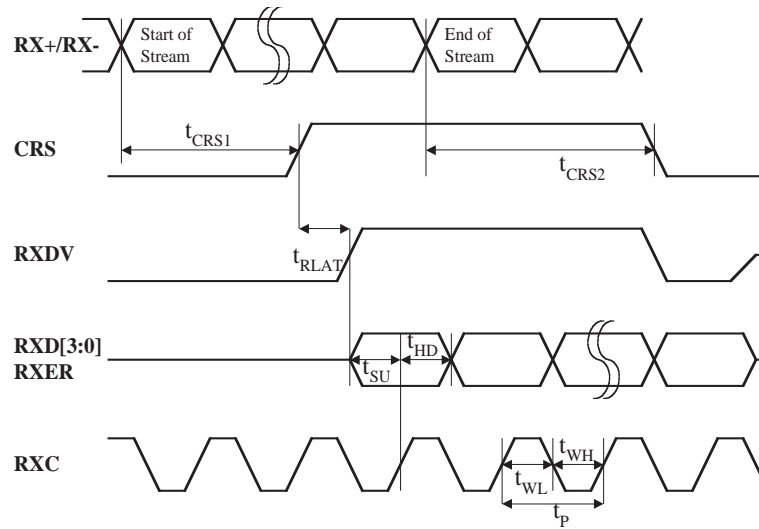 RX+/RX-
Start of
Stream
End of
Stream
CRS
tCRS1
tCRS2
RXDV
tRLAT
RXD[3:0]
RXER
tSU
tHD
RXC
tWL
tWH
tP